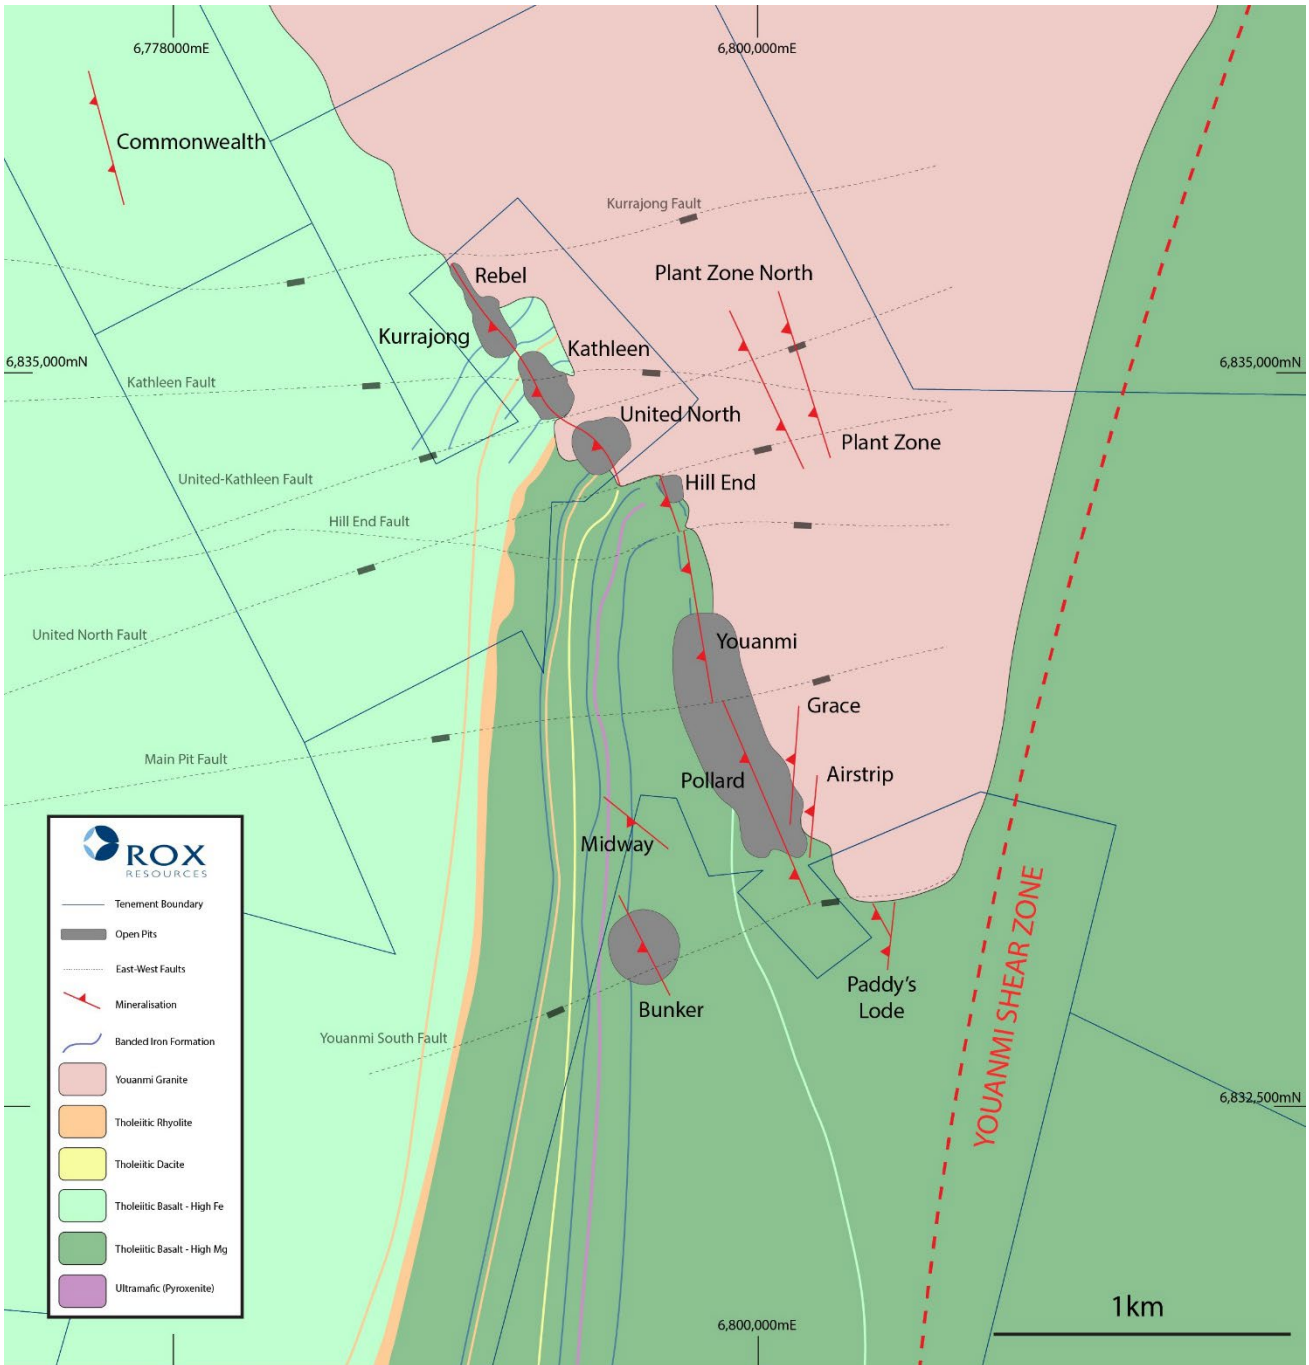 6,778000mE
6,800,000mE
Commonwealth
Kurrajong Fault
Rebel
Plant Zone North
Kurrajong
Kathleen
6,835,000mN
6,835,000mN
Kathleen Fault
United North
Plant Zone
United-Kathleen Fault
Hill End
Hill End Fault
United North Fault
Youanmi
Grace
Main Pit Fault
Pollard
Airstrip
Midway
ROX
RESOURCES
Tenement Boundary
Open Pits
East-West Faults
Mineralisation
Banded Iron Formation
Youanmi Granite
Tholeiitic Rhyolite
Tholeiitic Dacite
Tholeiitic Basalt - High Fe
Tholeiitic Basalt - High Mg
Ultramafic (Pyroxenite)
Paddy's
Lode
Bunker
Youanmi South Fault
YOUANMI SHEAR ZONE
6,832,500mN
6,800,000mE
1km